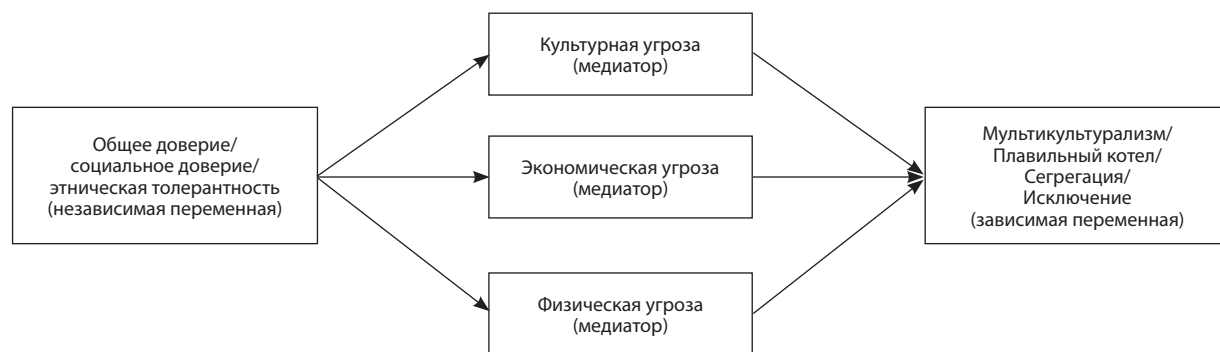 Общее доверие/
социальное доверие/
этническая толерантность
(независимая переменная)
Культурная угроза
(медиатор)
Экономическая угроза
(медиатор)
Физическая угроза
(медиатор)
Мультикультурализм/
Плавильный котел/
Сегрегация/
Исключение
(зависимая переменная)